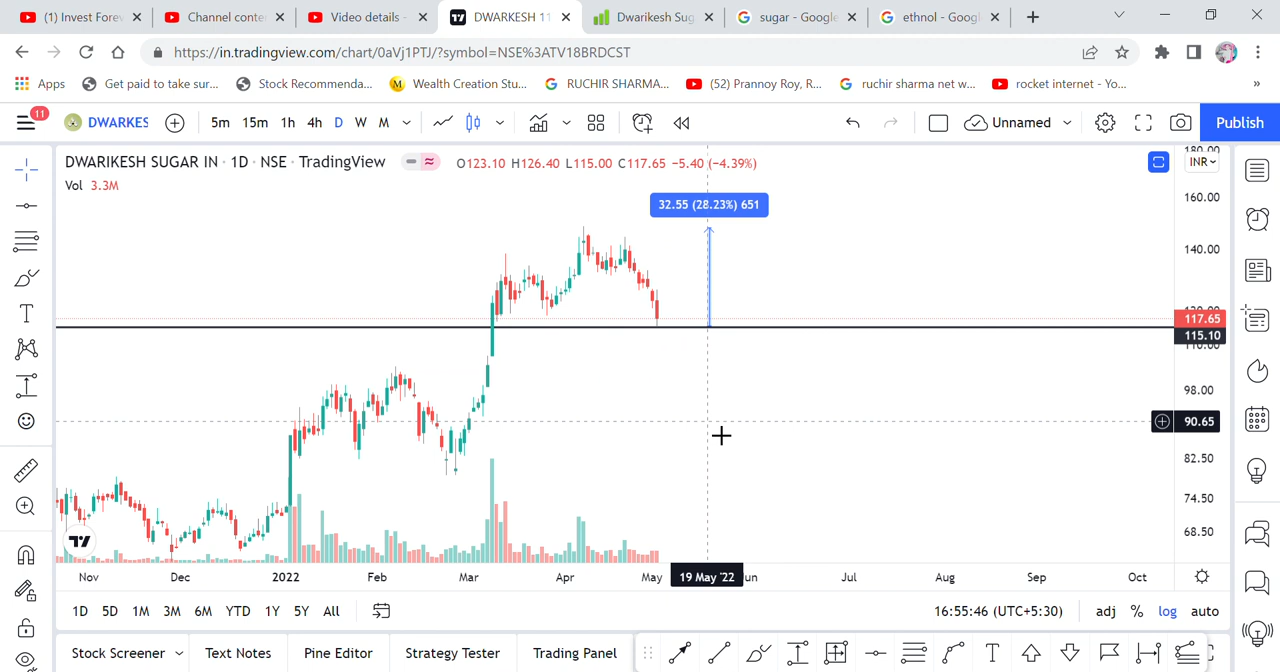 (1) Invest Forev
Channel conte
Video details -
DWARKESH 11
Dwarikesh Sug
sugar - Google
ethnol - Goog
https://in.tradingview.com/chart/0aVj1PTJ/?symbol=NSE%3ATV18BRDCST
Apps
Get paid to take sur...
Stock Recommenda...
Wealth Creation Stu...
RUCHIR SHARMA...
(52) Prannoy Roy, R...
ruchir sharma net w...
rocket internet - Yo...
»
11
DWARKES
5m 15m 1h 4h D W M
Unnamed
Publish
DWARIKESH SUGAR IN · 1D · NSE · TradingView
O123.10 H126.40 L115.00 C117.65 -5.40 (-4.39%)
INR
Vol 3.3M
180.00
160.00
32.55 (28.23%) 651
140.00
117.65
115.10
110.00
98.00
90.65
82.50
74.50
68.50
Nov Dec 2022 Feb Mar Apr May 19 May '22 un Jul Aug Sep Oct
1D 5D 1M 3M 6M YTD 1Y 5Y All
16:55:46 (UTC+5:30)
adj % log auto
Stock Screener
Text Notes
Pine Editor
Strategy Tester
Trading Panel